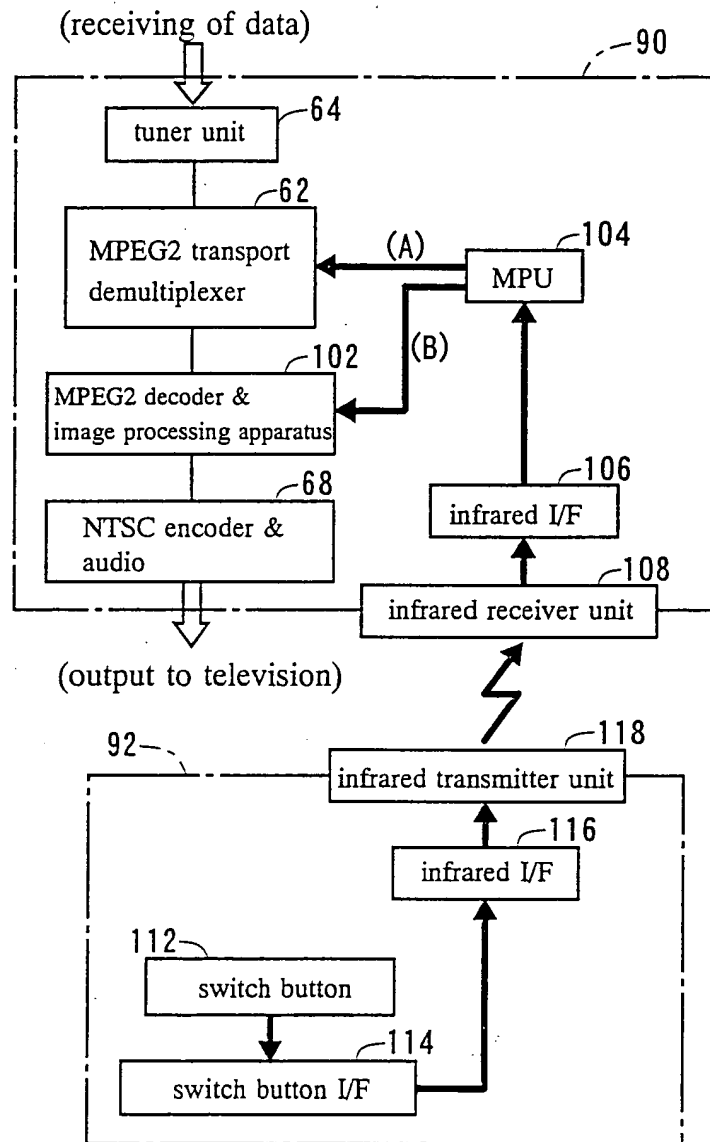 (receiving of data)
90
64
tuner unit
62
MPEG2 transport
demultiplexer
(A)
104
MPU
(B)
102
MPEG2 decoder &
image processing apparatus
106
infrared I/F
68
NTSC encoder &
audio
108
infrared receiver unit
(output to television)
92
118
infrared transmitter unit
116
infrared I/F
112
switch button
114
switch button I/F